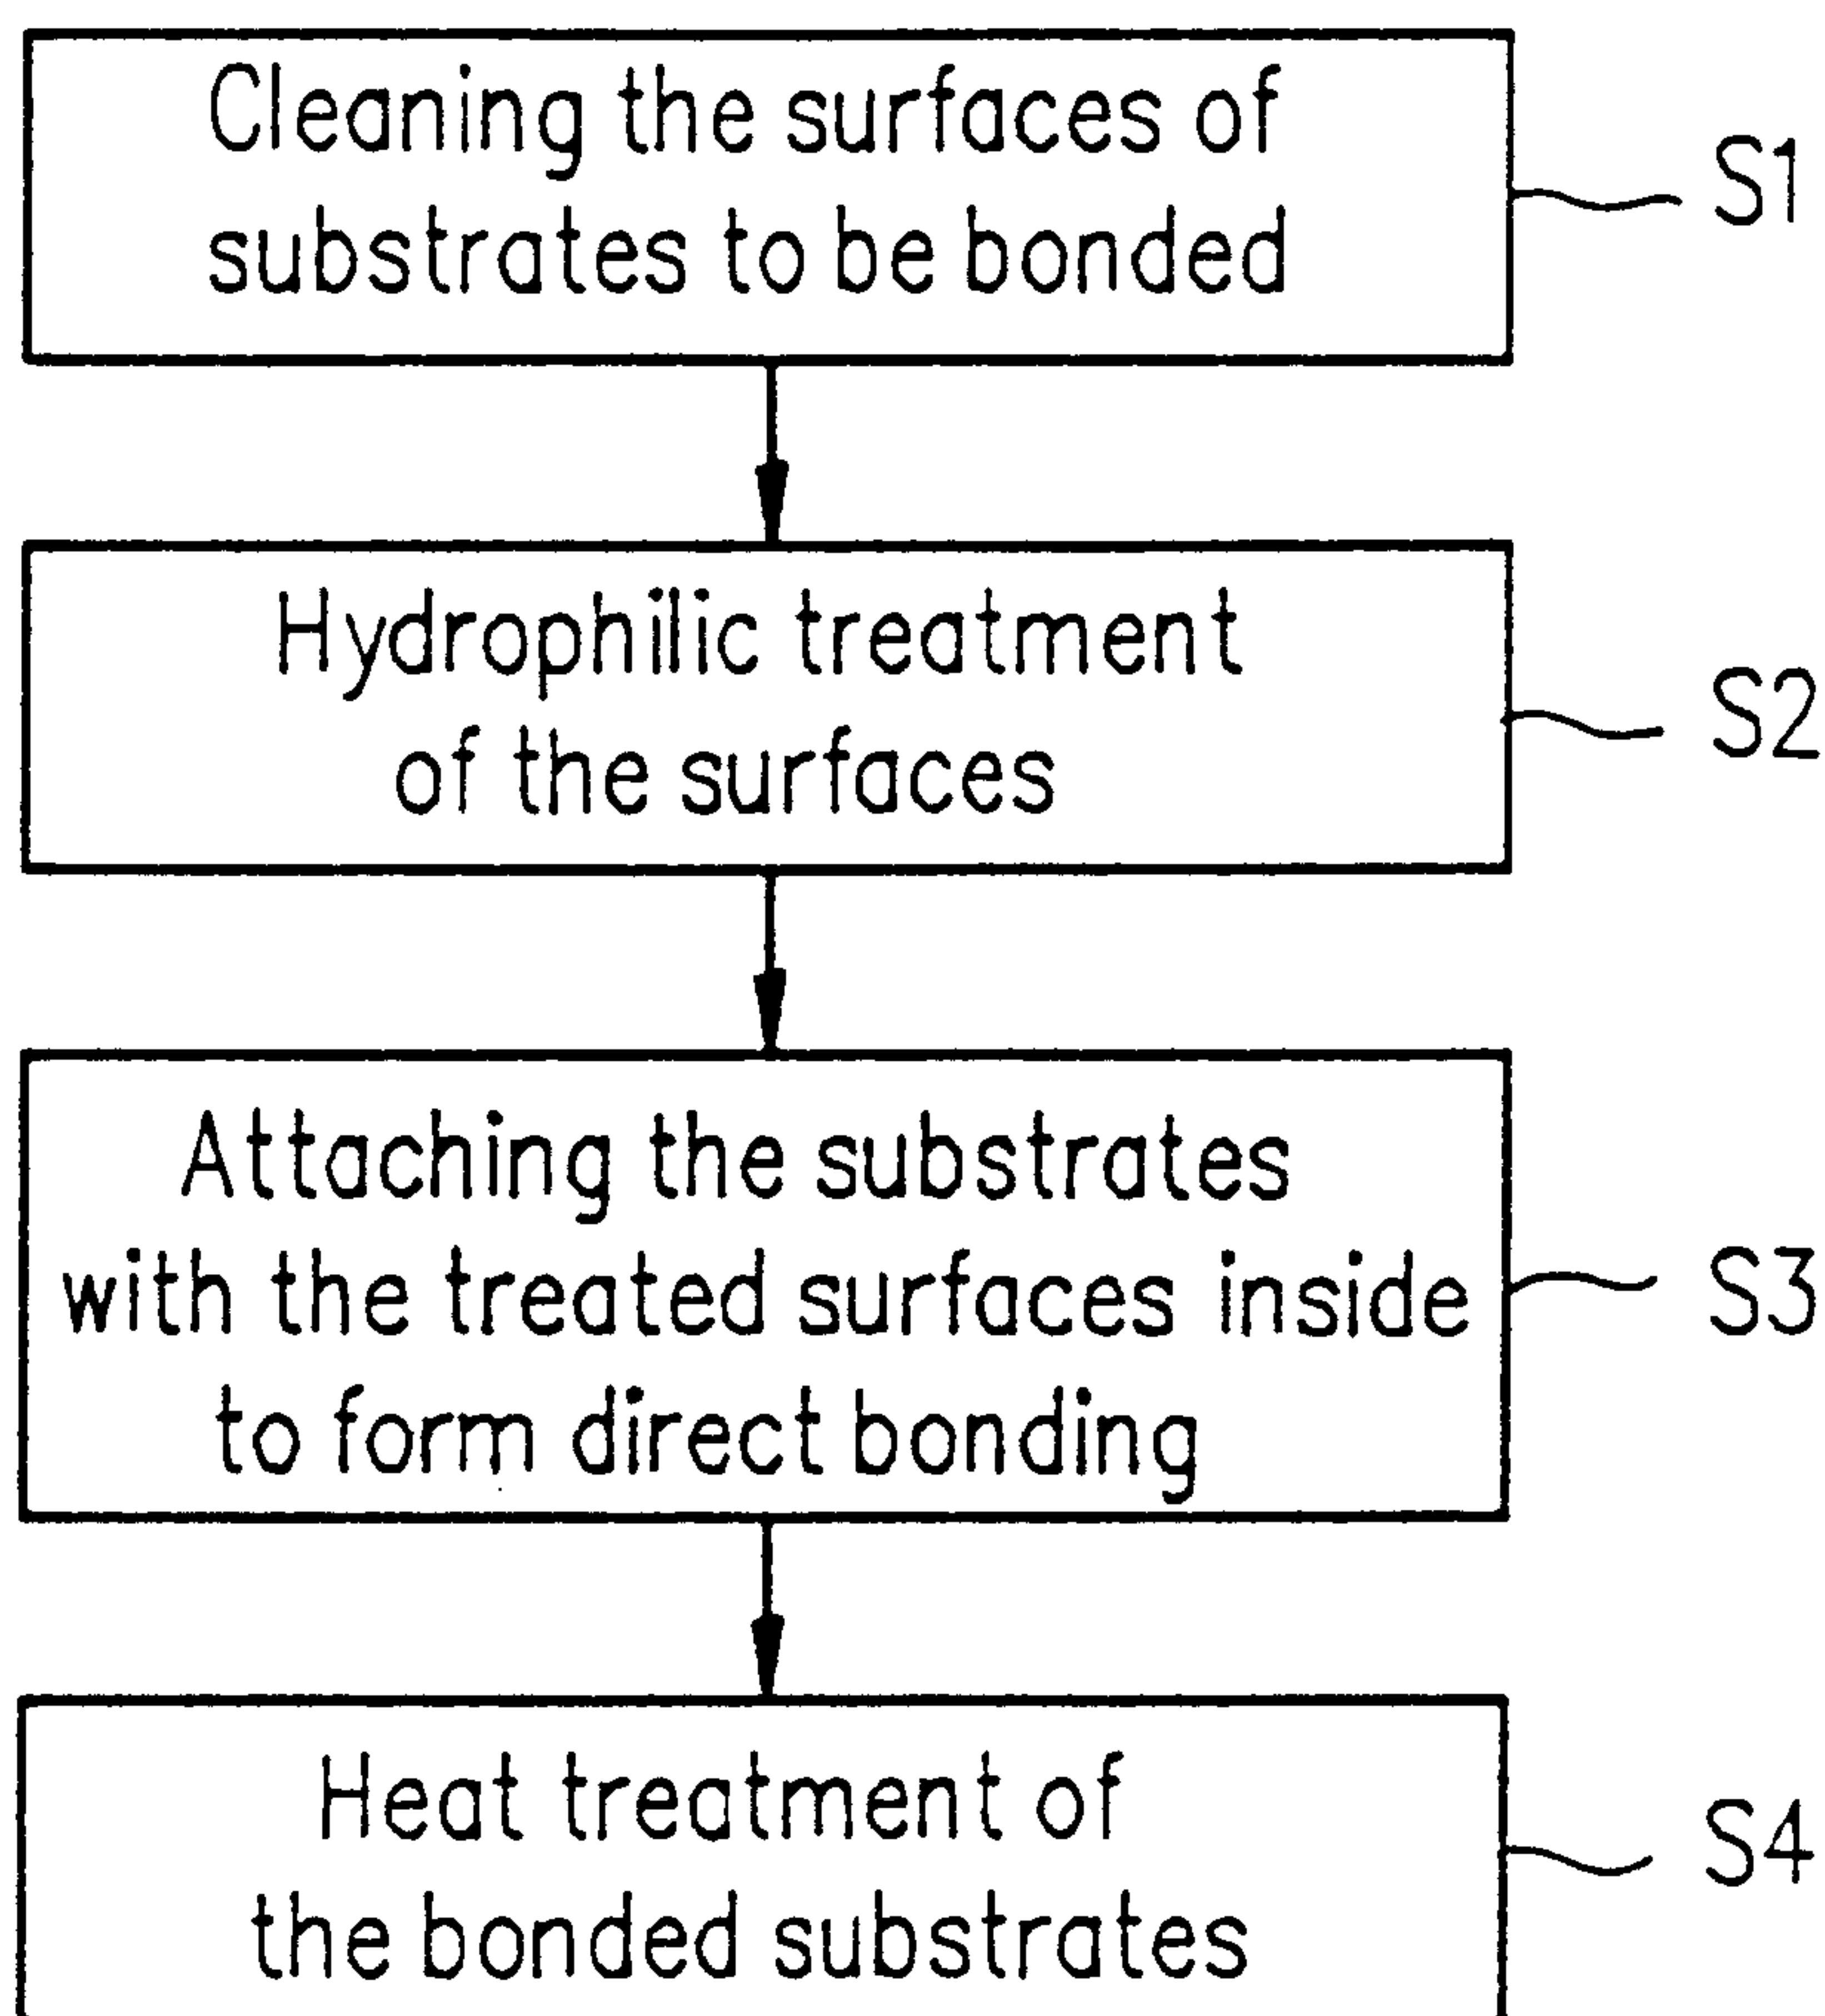 Cleaning the surfaces of
substrates to be bonded
S1
Hydrophilic treatment
of the surfaces
S2
Attaching the substrates
with the treated surfaces inside
to form direct bonding
S3
Heat treatment of
the bonded substrates
S4